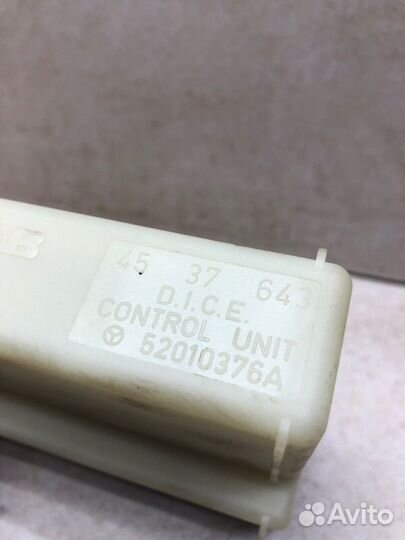 45 37 643
D.I.C.E.
CONTROL UNIT
52010376A
Avito